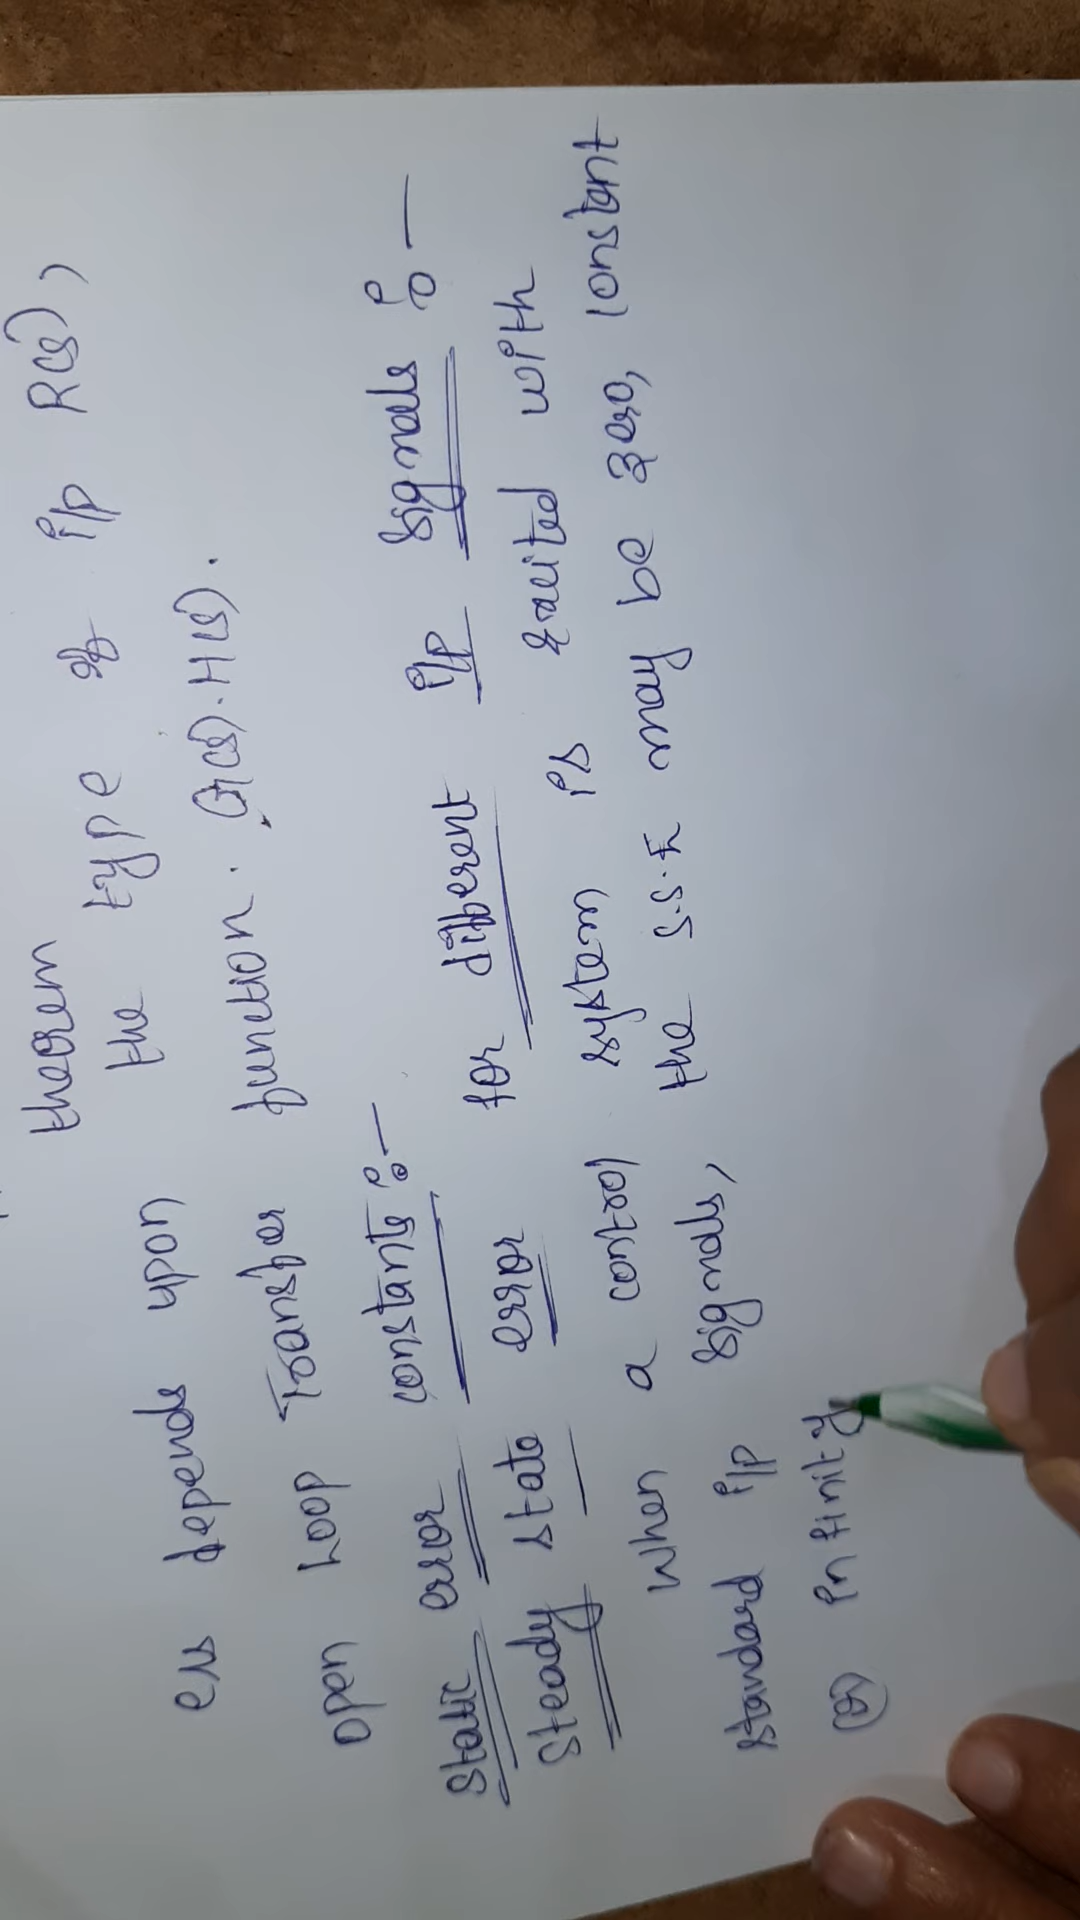 theorem
en depends upon the type of i/p R(s),
open loop Transfer function. G(s).H(s).
Static error constants:-
Steady state error for different i/p signals :-
When a control system is excited with
standard i/p signals, the S.S.E may be zero, constant
(or) infinity